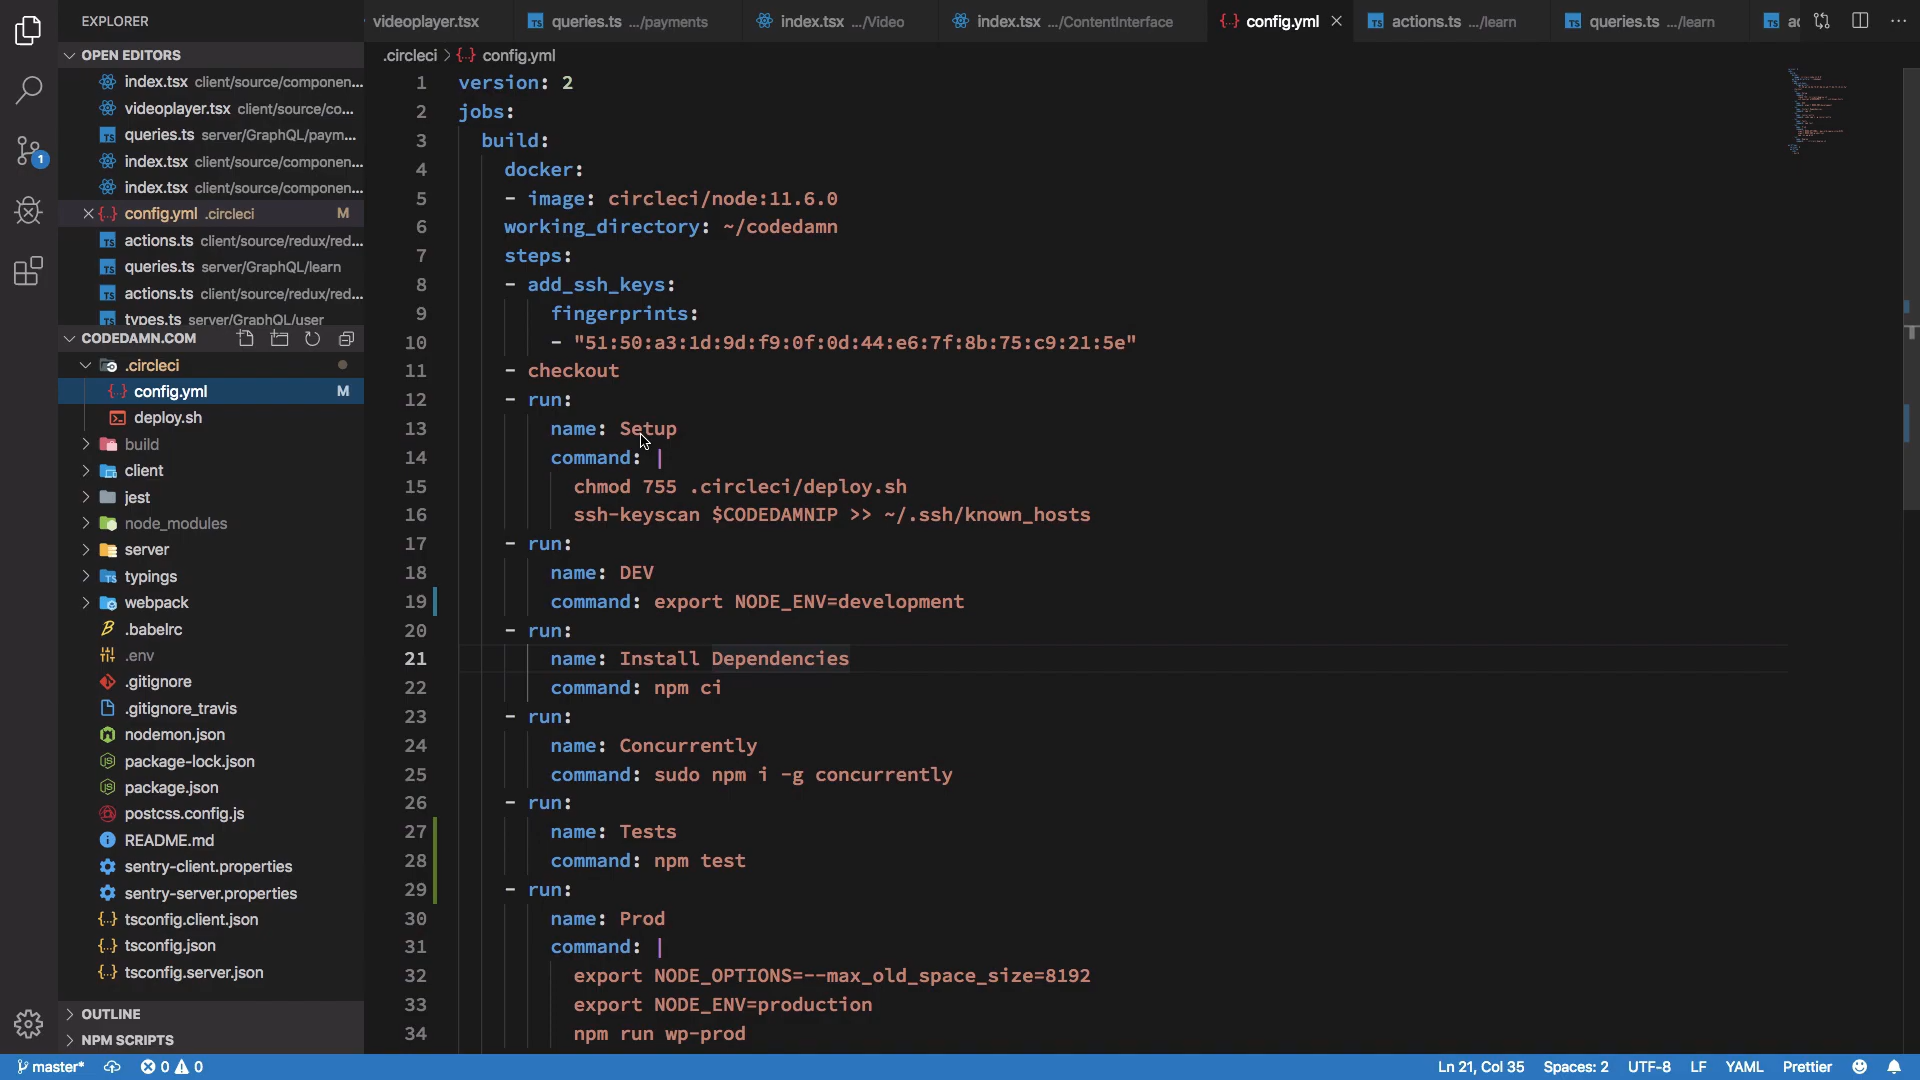 EXPLORER
OPEN EDITORS
index.tsx client/source/componen...
videoplayer.tsx client/source/co...
queries.ts server/GraphQL/paym...
index.tsx client/source/componen...
index.tsx client/source/componen...
config.yml .circleci M
actions.ts client/source/redux/red...
queries.ts server/GraphQL/learn
actions.ts client/source/redux/red...
types.ts server/GraphQL/user
CODEDAMN.COM
.circleci
config.yml M
deploy.sh
build
client
jest
node_modules
server
typings
webpack
.babelrc
.env
.gitignore
.gitignore_travis
nodemon.json
package-lock.json
package.json
postcss.config.js
README.md
sentry-client.properties
sentry-server.properties
tsconfig.client.json
tsconfig.json
tsconfig.server.json
OUTLINE
NPM SCRIPTS
1
videoplayer.tsx queries.ts .../payments index.tsx .../Video index.tsx .../ContentInterface config.yml actions.ts .../learn queries.ts .../learn
.circleci > config.yml
1 version: 2
2 jobs:
3 build:
4 docker:
5 - image: circleci/node:11.6.0
6 working_directory: ~/codedamn
7 steps:
8 - add_ssh_keys:
9 fingerprints:
10 - "51:50:a3:1d:9d:f9:0f:0d:44:e6:7f:8b:75:c9:21:5e"
11 - checkout
12 - run:
13 name: Setup
14 command: |
15 chmod 755 .circleci/deploy.sh
16 ssh-keyscan $CODEDAMNIP >> ~/.ssh/known_hosts
17 - run:
18 name: DEV
19 command: export NODE_ENV=development
20 - run:
21 name: Install Dependencies
22 command: npm ci
23 - run:
24 name: Concurrently
25 command: sudo npm i -g concurrently
26 - run:
27 name: Tests
28 command: npm test
29 - run:
30 name: Prod
31 command: |
32 export NODE_OPTIONS=--max_old_space_size=8192
33 export NODE_ENV=production
34 npm run wp-prod
master* 0 0 Ln 21, Col 35 Spaces: 2 UTF-8 LF YAML Prettier